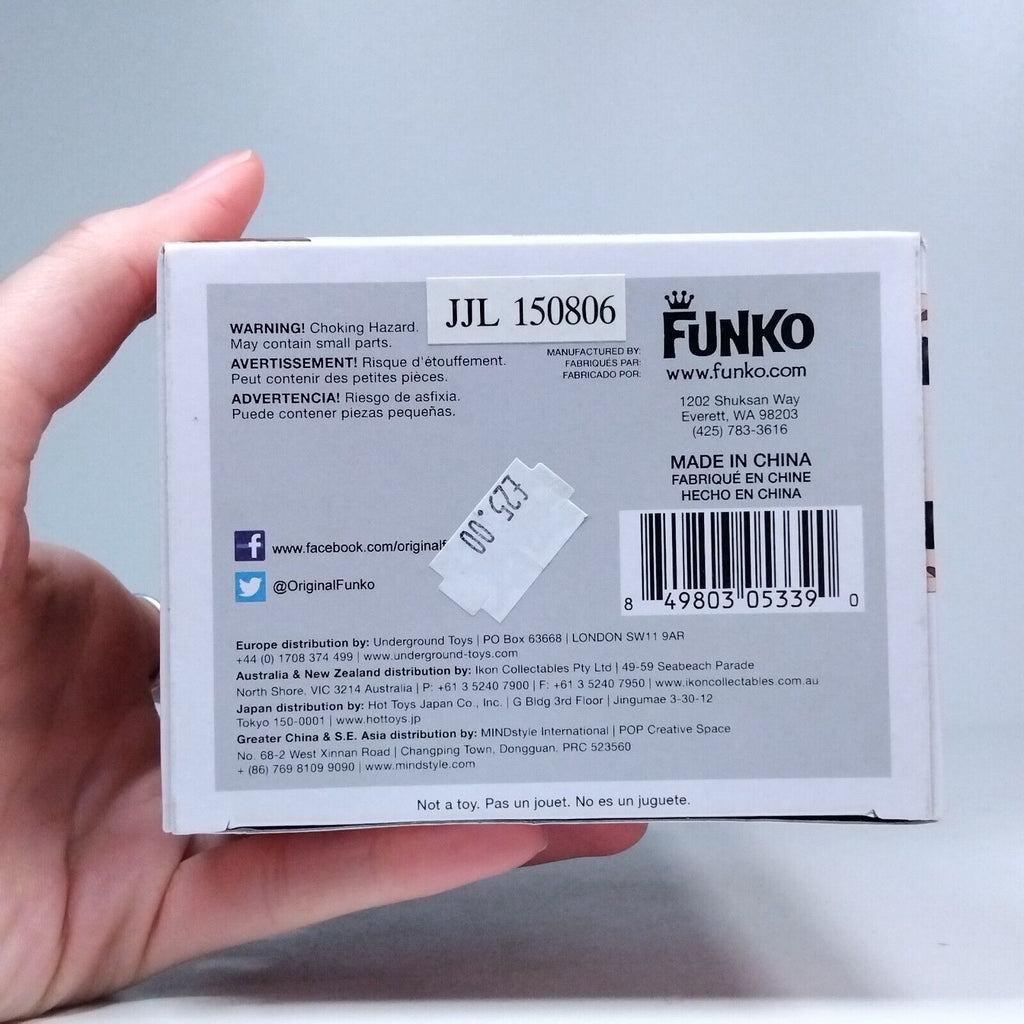 JJL 150806
WARNING! Choking Hazard.
May contain small parts.
AVERTISSEMENT! Risque d'étouffement.
Peut contenir des petites pièces.
ADVERTENCIA! Riesgo de asfixia.
Puede contener piezas pequeñas.
MANUFACTURED BY:
FABRIQUÉS PAR:
FABRICADO POR:
FUNKO
www.funko.com
1202 Shuksan Way
Everett, WA 98203
(425) 783-3616
MADE IN CHINA
FABRIQUÉ EN CHINE
HECHO EN CHINA
£25.00
f www.facebook.com/original
@OriginalFunko
8 49803 05339 0
Europe distribution by: Underground Toys | PO Box 63668 | LONDON SW11 9AR
+44 (0) 1708 374 499 | www.underground-toys.com
Australia & New Zealand distribution by: Ikon Collectables Pty Ltd | 49-59 Seabeach Parade
North Shore, VIC 3214 Australia | P: +61 3 5240 7900 | F: +61 3 5240 7950 | www.ikoncollectables.com.au
Japan distribution by: Hot Toys Japan Co., Inc. | G Bldg 3rd Floor | Jingumae 3-30-12
Tokyo 150-0001 | www.hottoys.jp
Greater China & S.E. Asia distribution by: MINDstyle International | POP Creative Space
No. 68-2 West Xinnan Road | Changping Town, Dongguan, PRC 523560
+ (86) 769 8109 9090 | www.mindstyle.com
Not a toy. Pas un jouet. No es un juguete.